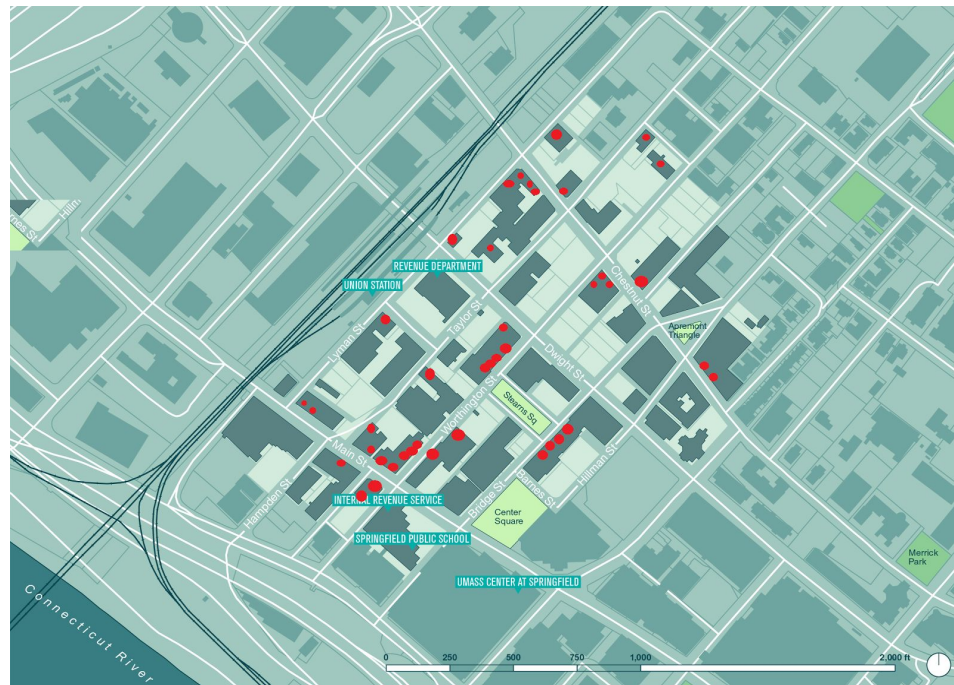 Hillm
nes St
REVENUE DEPARTMENT
UNION STATION
Chestnut St
Taylor St
Lyman St
Apremont
Triangle
Dwight St
Worthington St
Stearns Sq
Main St
Hillman St
Barnes St
Bridge St
Hampden St
INTERNAL REVENUE SERVICE
Center
Square
SPRINGFIELD PUBLIC SCHOOL
Merrick
Park
UMASS CENTER AT SPRINGFIELD
Connecticut River
0 250 500 750 1,000 2,000 ft